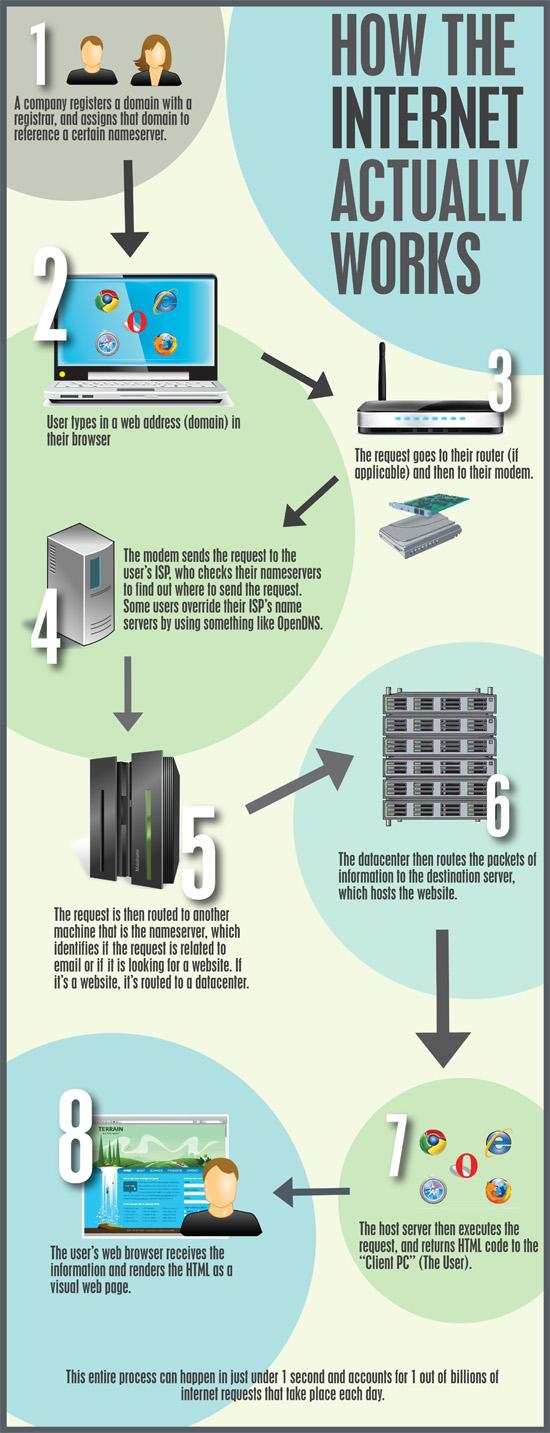 HOW THE
INTERNET
ACTUALLY
WORKS
1
A company registers a domain with a
registrar, and assigns that domain to
reference a certain nameserver.
2
User types in a web address (domain) in
their browser
3
The request goes to their router (if
applicable) and then to their modem.
4
The modem sends the request to the
user's ISP, who checks their nameservers
to find out where to send the request.
Some users override their ISP's name
servers by using something like OpenDNS.
5
The request is then routed to another
machine that is the nameserver, which
identifies if the request is related to
email or if it is looking for a website. If
it's a website, it's routed to a datacenter.
6
The datacenter then routes the packets of
information to the destination server,
which hosts the website.
7
The host server then executes the
request, and returns HTML code to the
“Client PC” (The User).
8
TERRAIN
The user's web browser receives the
information and renders the HTML as a
visual web page.
This entire process can happen in just under 1 second and accounts for 1 out of billions of
internet requests that take place each day.